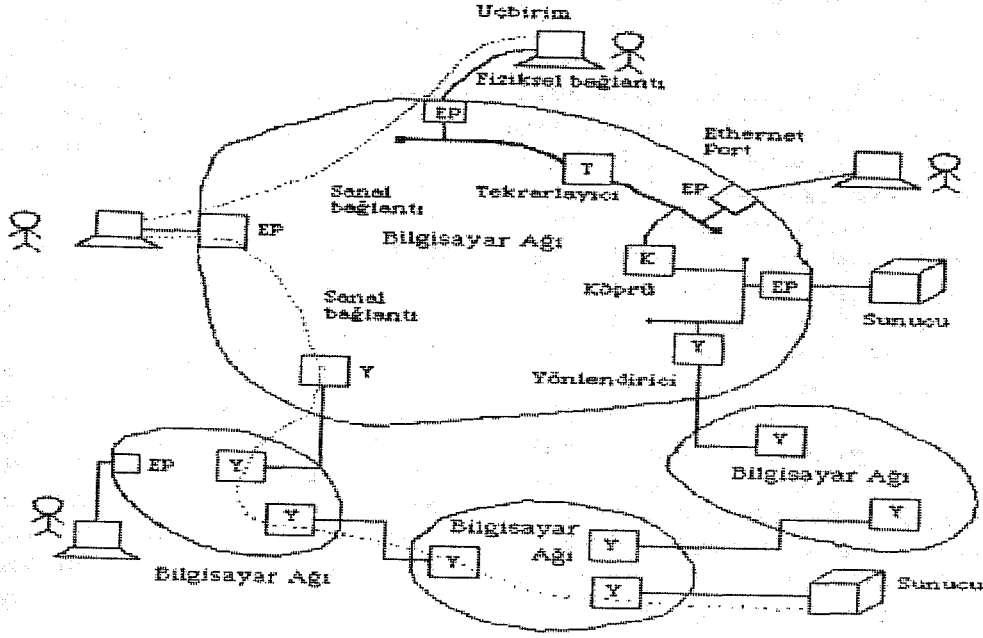 Uçbirim
Fiziksel bağlantı
EP
Ethernet
Port
T
Tekrarlayıcı
EP
Sanal
bağlantı
EP
Bilgisayar Ağı
K
Köprü
EP
Sunucu
Sanal
bağlantı
Y
Y
Yönlendirici
EP
Y
Y
Bilgisayar Ağı
Y
Y
Bilgisayar
Ağı
Y
Y
Y
Bilgisayar Ağı
Sunucu